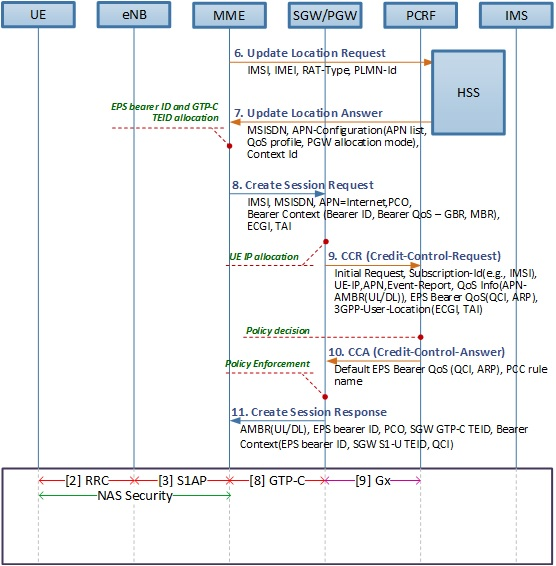 UE eNB MME SGW/PGW PCRF IMS
6. Update Location Request
IMSI, IMEI, RAT-Type, PLMN-Id
HSS
EPS bearer ID and GTP-C
TEID allocation
7. Update Location Answer
MSISDN, APN-Configuration(APN list,
QoS profile, PGW allocation mode),
Context Id
8. Create Session Request
IMSI, MSISDN, APN=Internet,PCO,
Bearer Context (Bearer ID, Bearer QoS – GBR, MBR),
ECGI, TAI
UE IP allocation
9. CCR (Credit-Control-Request)
Initial Request, Subscription-Id(e.g., IMSI),
UE-IP,APN,Event-Report, QoS Info(APN-
AMBR(UL/DL)), EPS Bearer QoS(QCI, ARP),
3GPP-User-Location(ECGI, TAI)
Policy decision
10. CCA (Credit-Control-Answer)
Default EPS Bearer QoS (QCI, ARP), PCC rule
name
Policy Enforcement
11. Create Session Response
AMBR(UL/DL), EPS bearer ID, PCO, SGW GTP-C TEID, Bearer
Context(EPS bearer ID, SGW S1-U TEID, QCI)
[2] RRC [3] S1AP [8] GTP-C [9] Gx
NAS Security